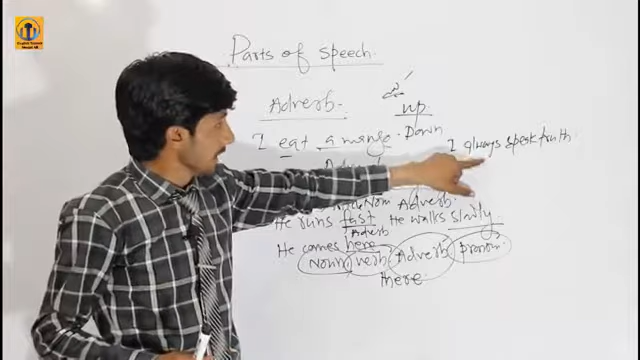 Parts of speech.
Adverb.
up
I eat a mango. Down
I always speak truth.
Adverb.
He runs fast He walks slowly
Adverb
He comes here
Noun, verb Adverb pronoun.
there